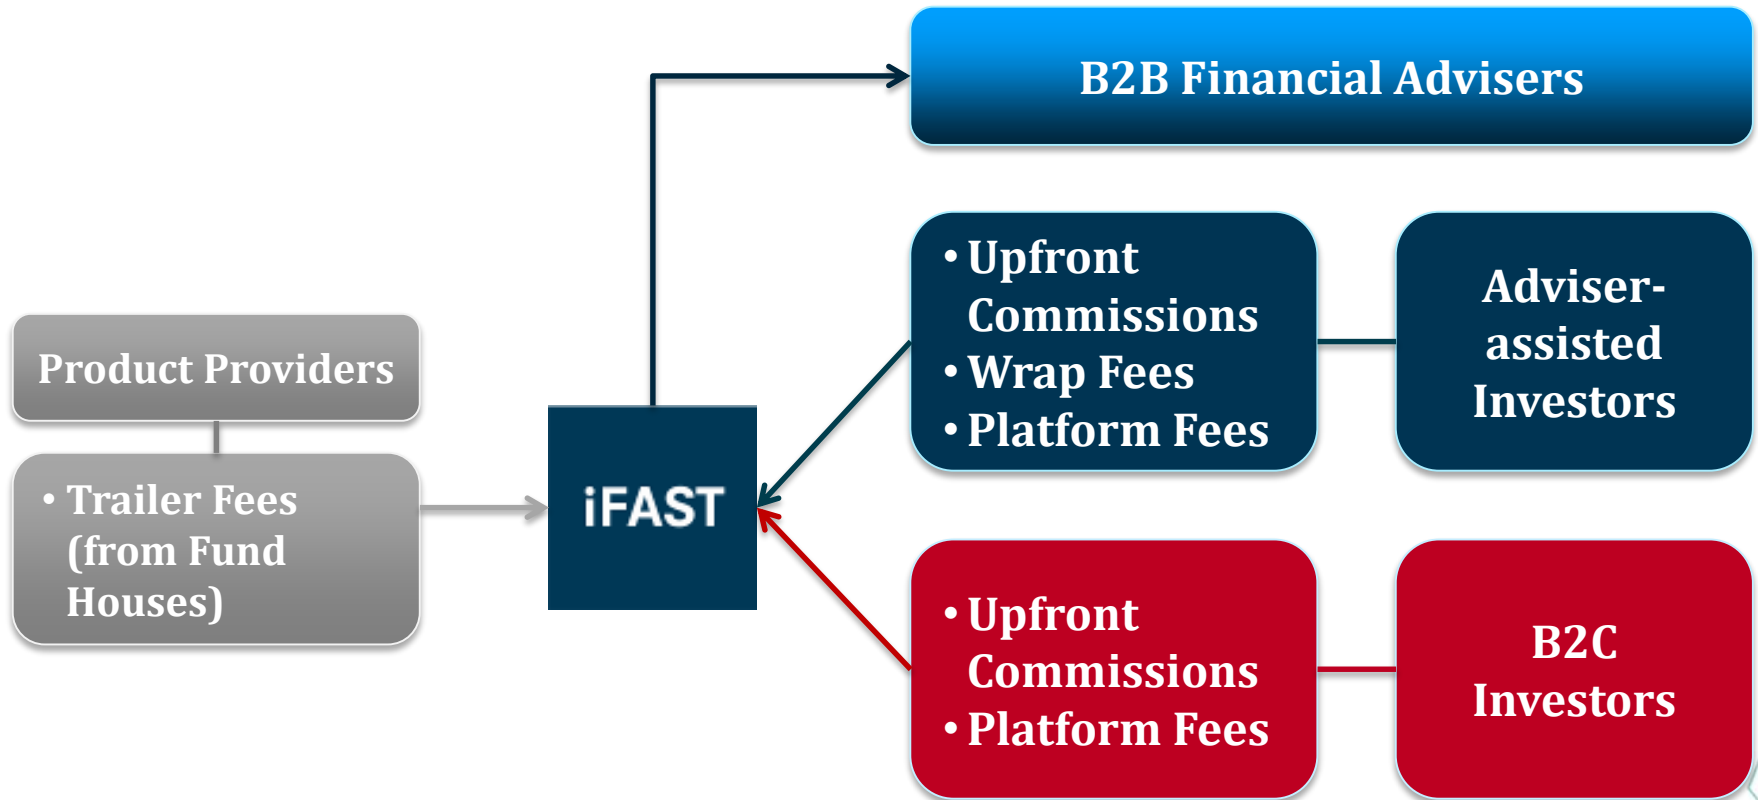 B2B Financial Advisers
• Upfront
Commissions
• Wrap Fees
• Platform Fees
Adviser-
assisted
Investors
Product Providers
• Trailer Fees
(from Fund
Houses)
iFAST
• Upfront
Commissions
• Platform Fees
B2C
Investors